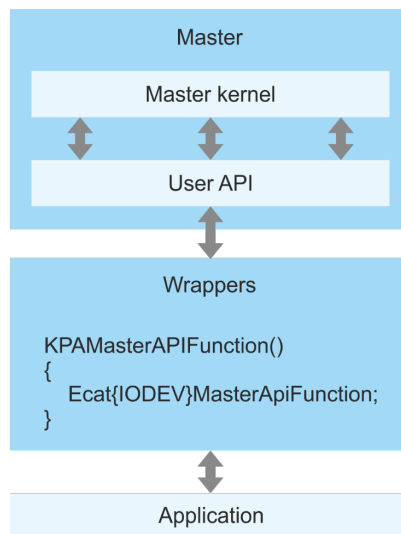 Master
Master kernel
User API
Wrappers
KPAMasterAPIFunction()
{
Ecat{IODEV}MasterApiFunction;
}
Application